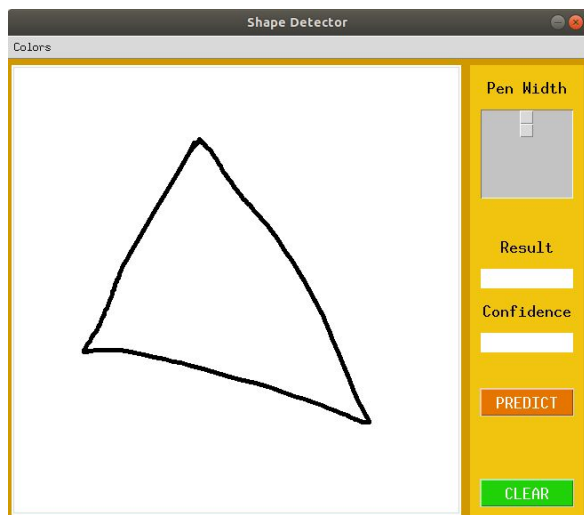 Shape Detector
Colors
Pen Width
Result
Confidence
PREDICT
CLEAR